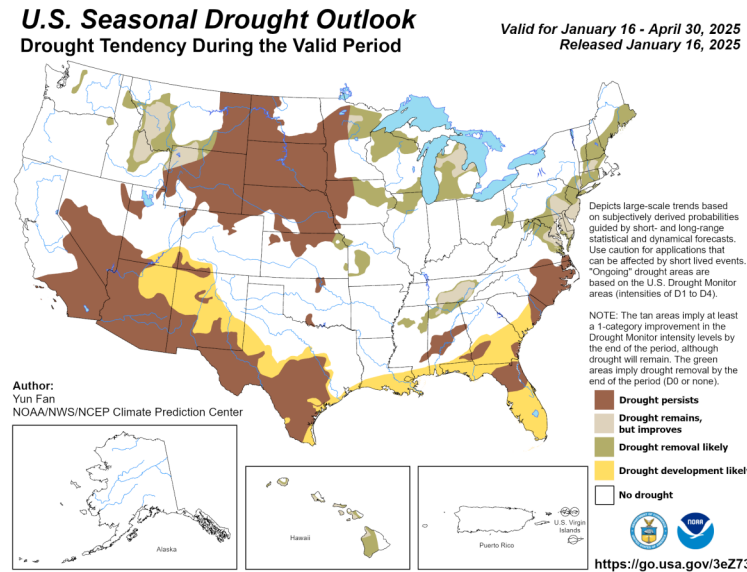 U.S. Seasonal Drought Outlook
Drought Tendency During the Valid Period
Valid for January 16 - April 30, 2025
Released January 16, 2025
Depicts large-scale trends based
on subjectively derived probabilities
guided by short- and long-range
statistical and dynamical forecasts.
Use caution for applications that
can be affected by short lived events.
"Ongoing" drought areas are
based on the U.S. Drought Monitor
areas (intensities of D1 to D4).
NOTE: The tan areas imply at least
a 1-category improvement in the
Drought Monitor intensity levels by
the end of the period, although
drought will remain. The green
areas imply drought removal by the
end of the period (D0 or none).
Author:
Yun Fan
NOAA/NWS/NCEP Climate Prediction Center
Drought persists
Drought remains,
but improves
Drought removal likely
Drought development likely
No drought
Alaska
Hawaii
Puerto Rico
U.S. Virgin
Islands
NOAA
https://go.usa.gov/3eZ73